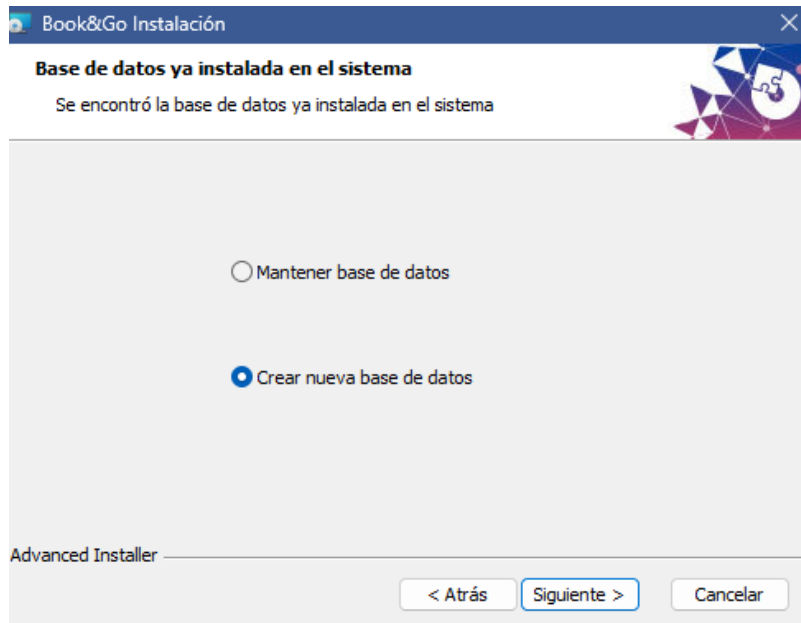 Book&Go Instalación
Base de datos ya instalada en el sistema
Se encontró la base de datos ya instalada en el sistema
Mantener base de datos
Crear nueva base de datos
Advanced Installer
< Atrás
Siguiente >
Cancelar